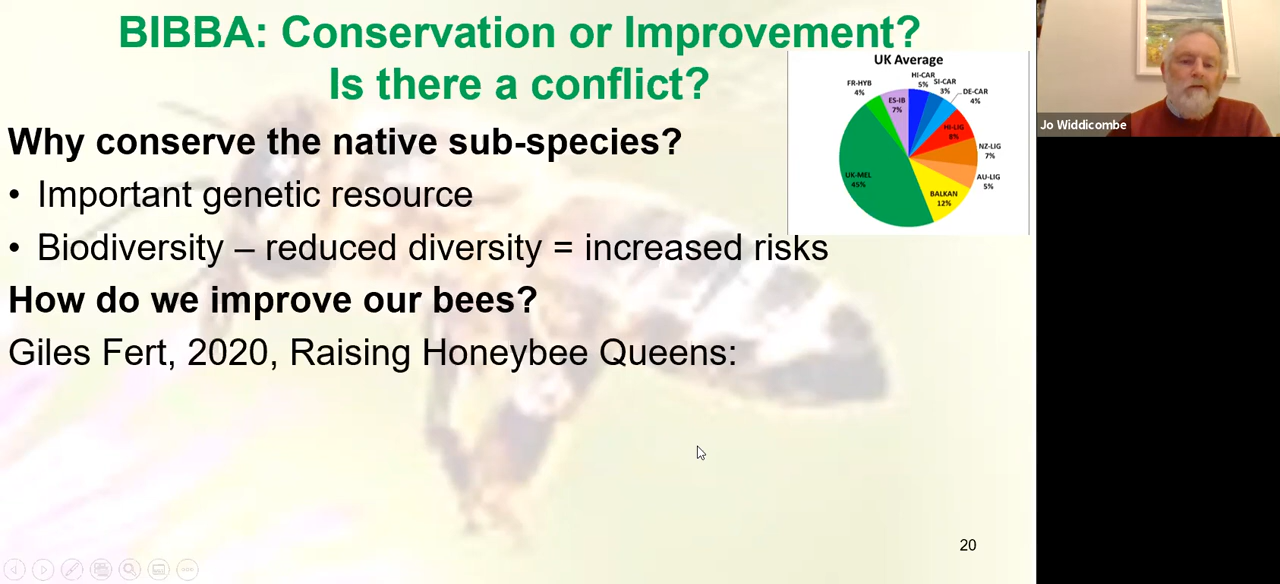 BIBBA: Conservation or Improvement?
Is there a conflict?
Why conserve the native sub-species?
• Important genetic resource
• Biodiversity – reduced diversity = increased risks
How do we improve our bees?
Giles Fert, 2020, Raising Honeybee Queens:
UK Average
HI-CAR
5%
SI-CAR
3%
DE-CAR
4%
HI-LIG
8%
NZ-LIG
7%
AU-LIG
5%
BALKAN
12%
UK-MEL
45%
FR-HYB
4%
ES-IB
7%
20
Jo Widdicombe